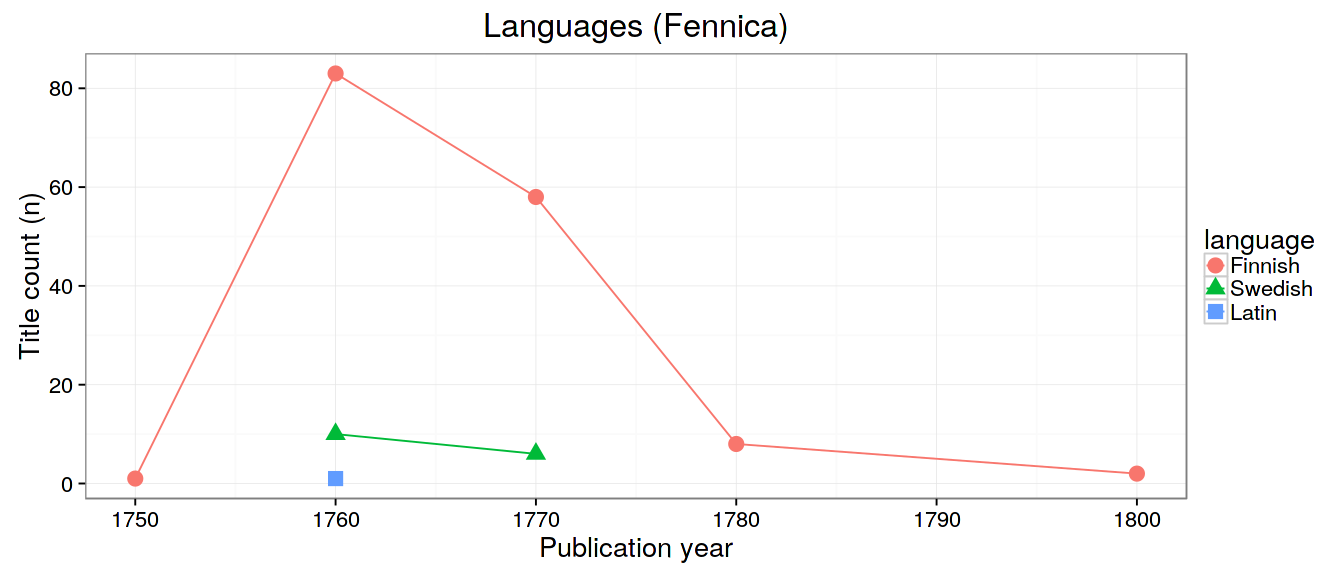 Languages (Fennica)
Title count (n)
80
60
40
20
0
1750 1760 1770 1780 1790 1800
Publication year
language
Finnish
Swedish
Latin